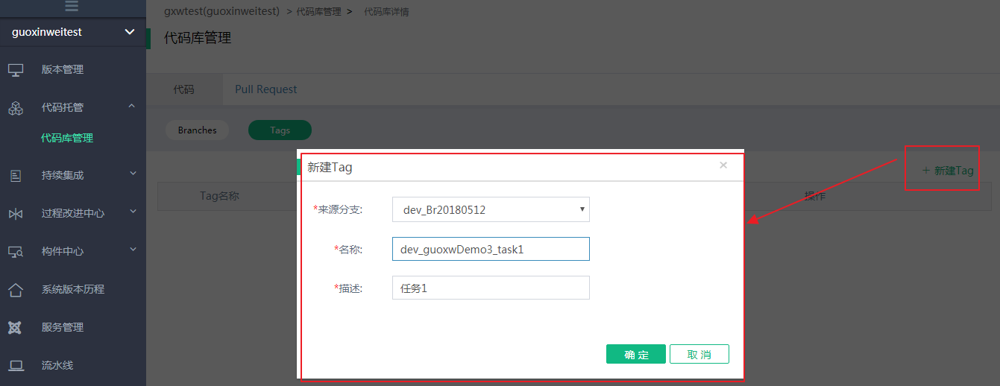 guoxinweitest
版本管理
代码托管
代码库管理
持续集成
过程改进中心
构件中心
系统版本历程
服务管理
流水线
gxwtest(guoxinweitest) > 代码库管理 > 代码库详情
代码库管理
代码 Pull Request
Branches Tags
+ 新建Tag
Tag名称 操作
新建Tag ×
*来源分支: dev_Br20180512
*名称: dev_guoxwDemo3_task1
*描述: 任务1
确 定 取 消